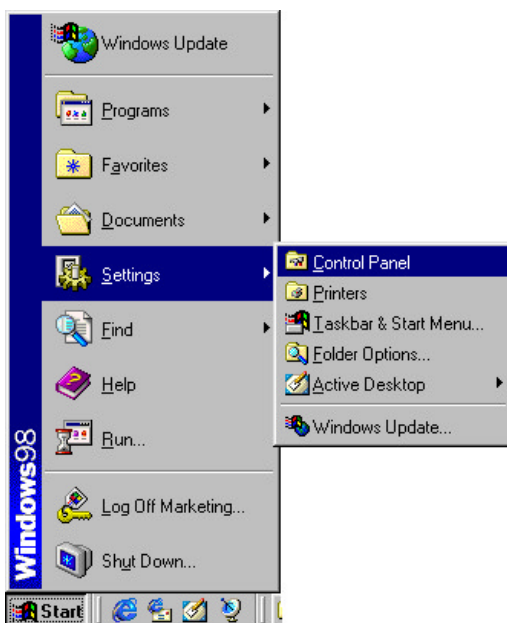 Windows Update
Programs
Favorites
Documents
Settings
Find
Help
Run...
Log Off Marketing...
Shut Down...
Windows98
Start
Control Panel
Printers
Taskbar & Start Menu...
Folder Options...
Active Desktop
Windows Update...